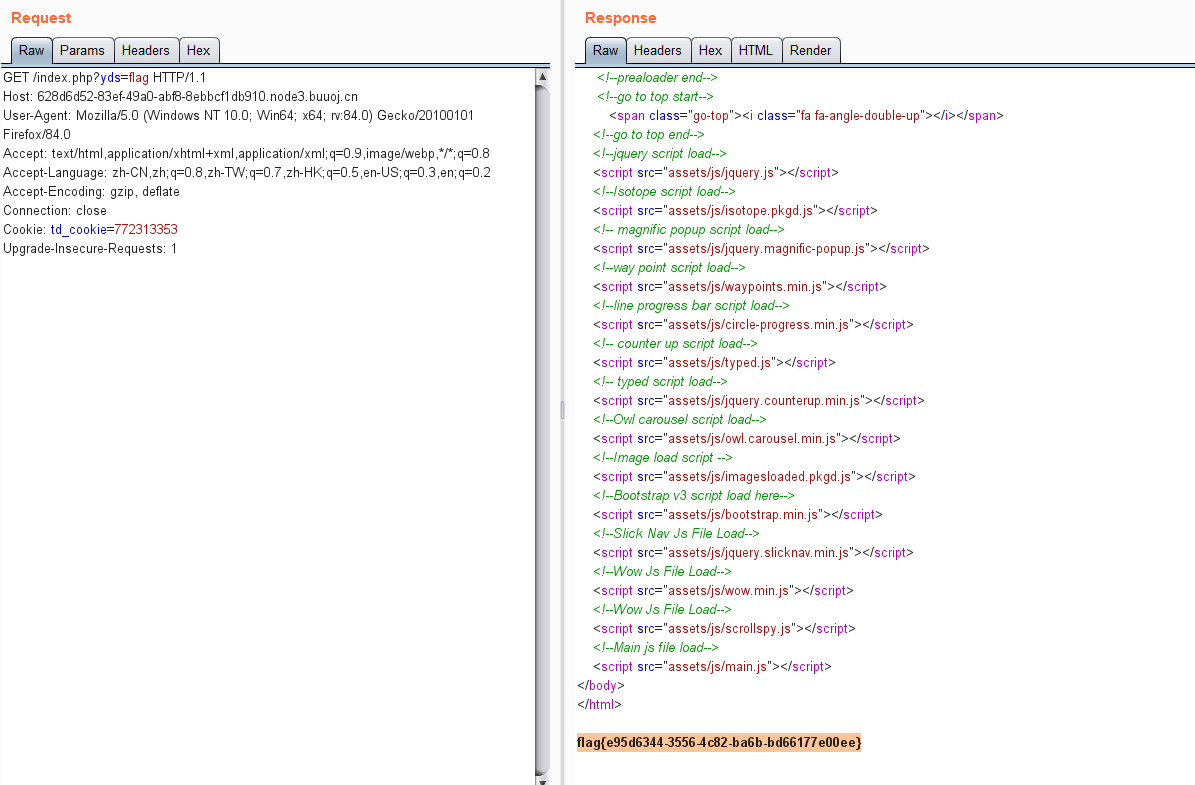 Request
Raw Params Headers Hex
GET /index.php?yds=flag HTTP/1.1
Host: 628d6d52-83ef-49a0-abf8-8ebbcf1db910.node3.buuoj.cn
User-Agent: Mozilla/5.0 (Windows NT 10.0; Win64; x64; rv:84.0) Gecko/20100101
Firefox/84.0
Accept: text/html,application/xhtml+xml,application/xml;q=0.9,image/webp,*/*;q=0.8
Accept-Language: zh-CN,zh;q=0.8,zh-TW;q=0.7,zh-HK;q=0.5,en-US;q=0.3,en;q=0.2
Accept-Encoding: gzip, deflate
Connection: close
Cookie: td_cookie=772313353
Upgrade-Insecure-Requests: 1
Response
Raw Headers Hex HTML Render
<!--prealoader end-->
<!--go to top start-->
<span class="go-top"><i class="fa fa-angle-double-up"></i></span>
<!--go to top end-->
<!--jquery script load-->
<script src="assets/js/jquery.js"></script>
<!--Isotope script load-->
<script src="assets/js/isotope.pkgd.js"></script>
<!-- magnific popup script load-->
<script src="assets/js/jquery.magnific-popup.js"></script>
<!--way point script load-->
<script src="assets/js/waypoints.min.js"></script>
<!--line progress bar script load-->
<script src="assets/js/circle-progress.min.js"></script>
<!-- counter up script load-->
<script src="assets/js/typed.js"></script>
<!-- typed script load-->
<script src="assets/js/jquery.counterup.min.js"></script>
<!--Owl carousel script load-->
<script src="assets/js/owl.carousel.min.js"></script>
<!--Image load script -->
<script src="assets/js/imagesloaded.pkgd.js"></script>
<!--Bootstrap v3 script load here-->
<script src="assets/js/bootstrap.min.js"></script>
<!--Slick Nav Js File Load-->
<script src="assets/js/jquery.slicknav.min.js"></script>
<!--Wow Js File Load-->
<script src="assets/js/wow.min.js"></script>
<!--Wow Js File Load-->
<script src="assets/js/scrollspy.js"></script>
<!--Main js file load-->
<script src="assets/js/main.js"></script>
</body>
</html>
flag{e95d6344-3556-4c82-ba6b-bd66177e00ee}